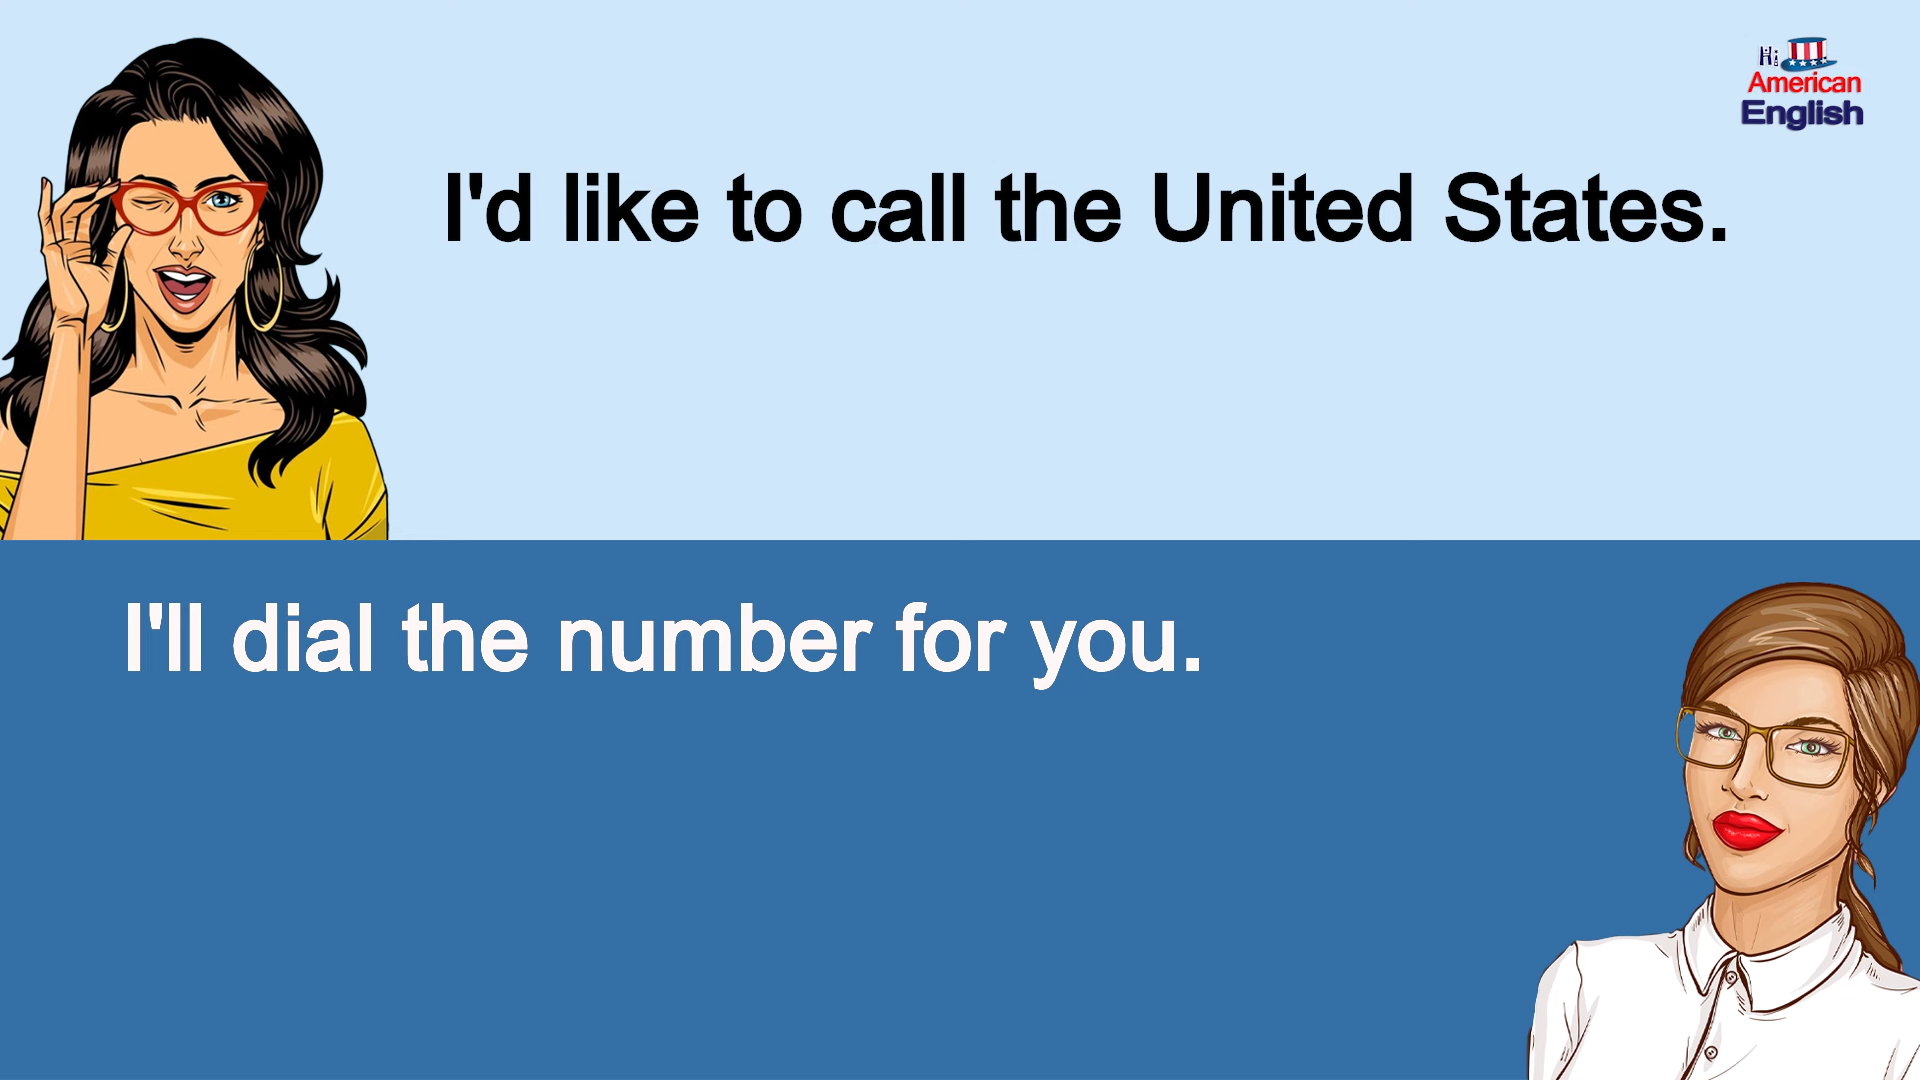 Hi
American
English
I'd like to call the United States.
I'll dial the number for you.